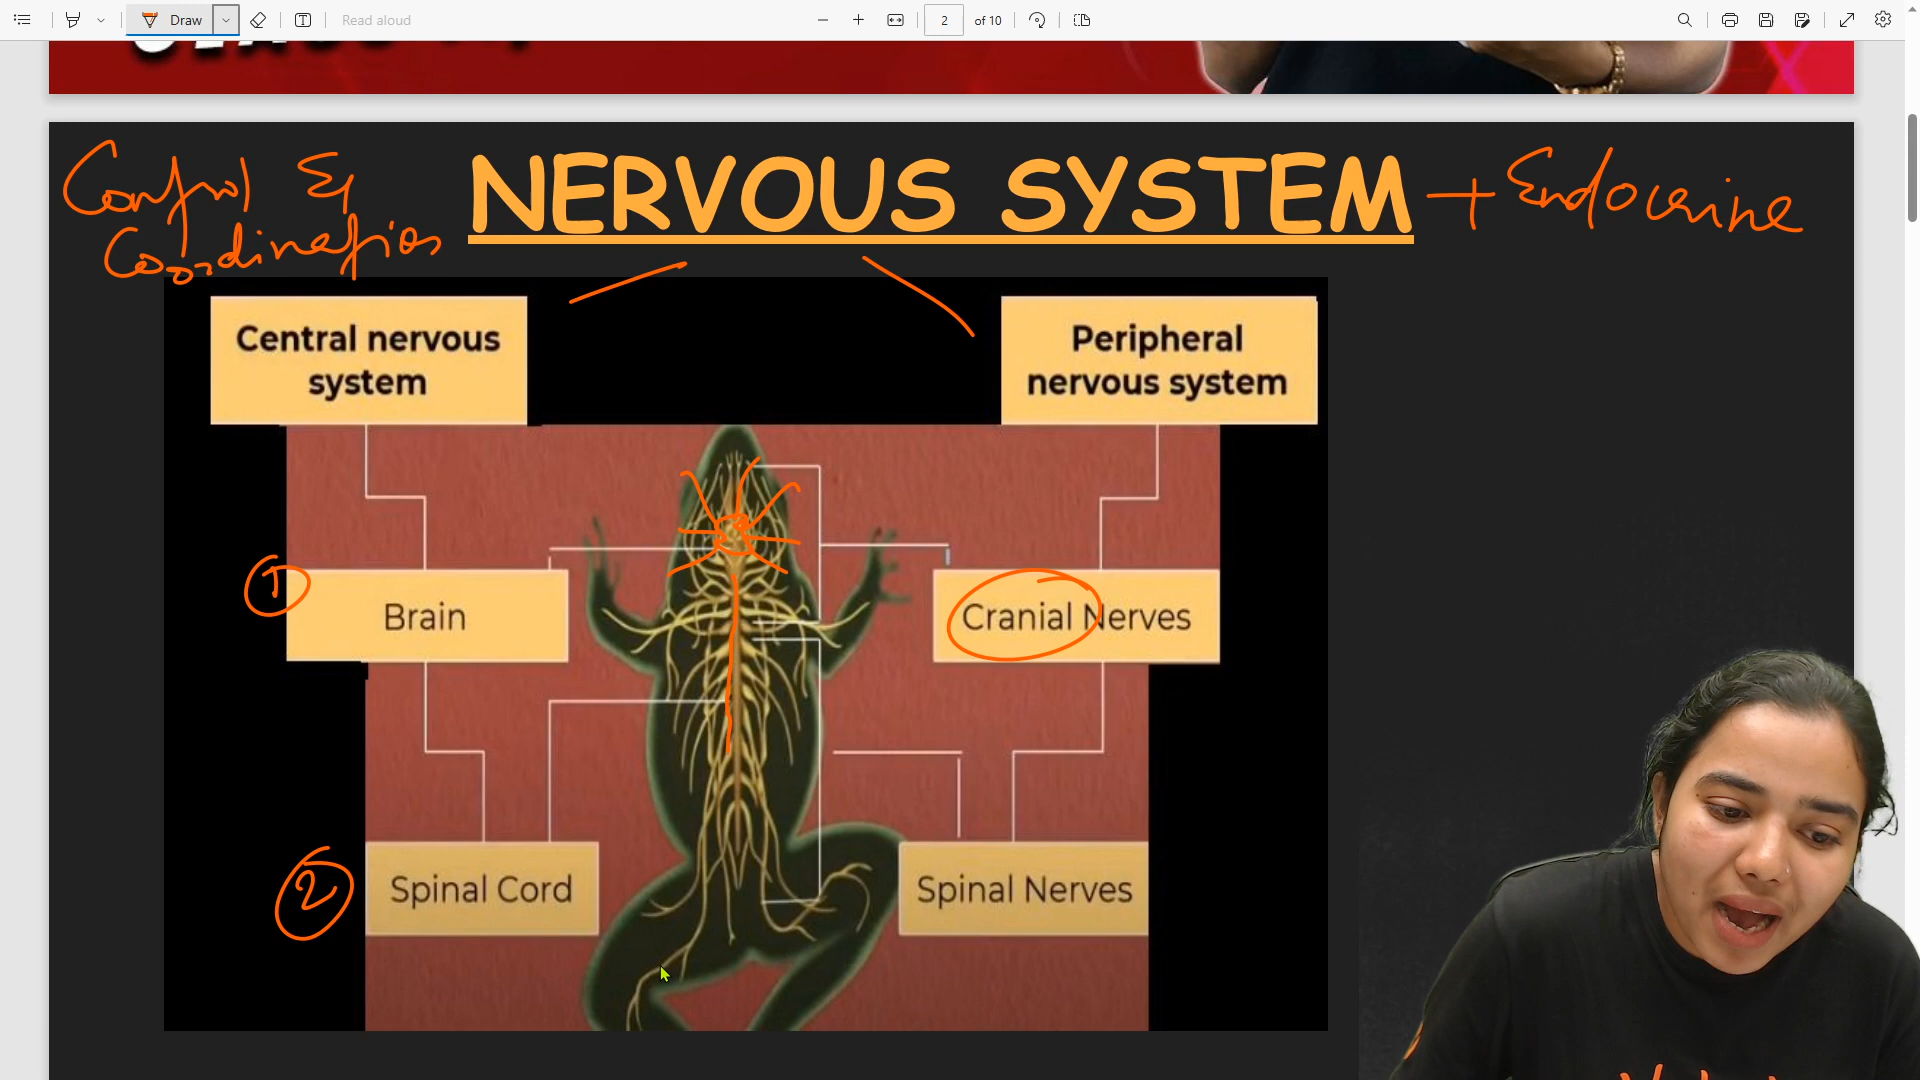 Draw
Read aloud
2 of 10
Control &
Coordination
NERVOUS SYSTEM + Endocrine
Central nervous
system
Peripheral
nervous system
1
Brain
Cranial Nerves
2
Spinal Cord
Spinal Nerves